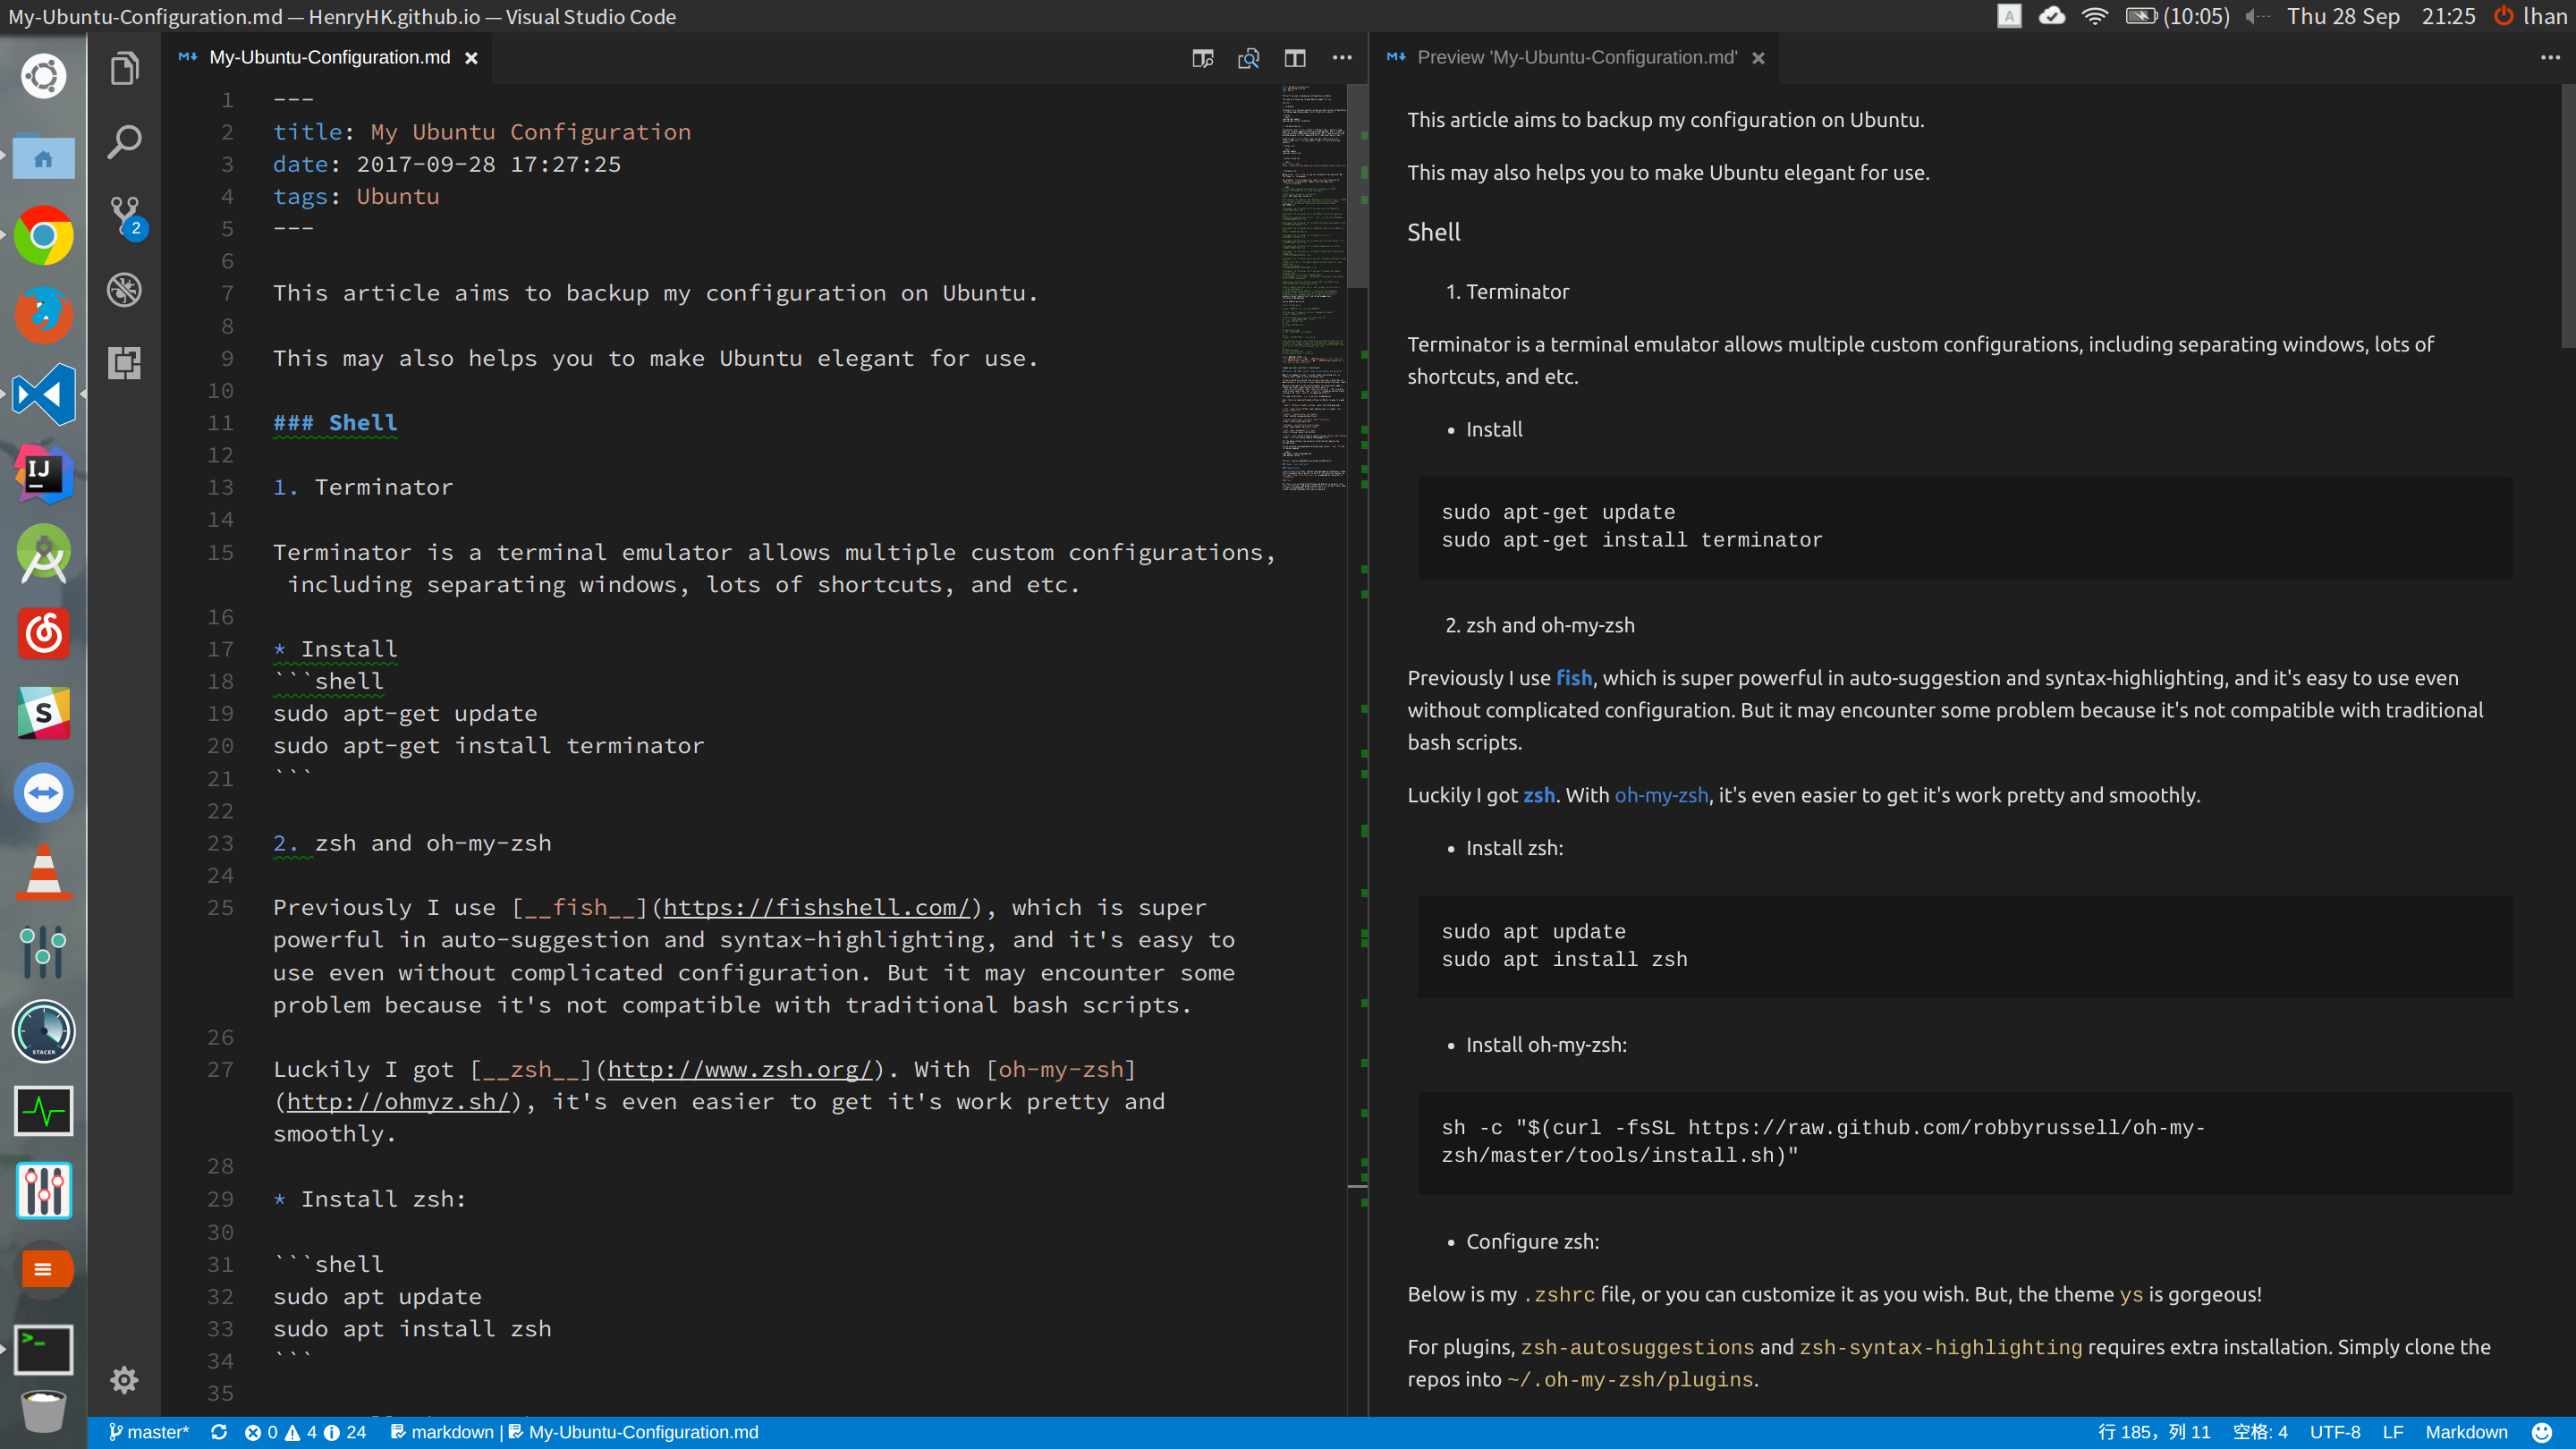 My-Ubuntu-Configuration.md — HenryHK.github.io — Visual Studio Code
A
(10:05)
Thu 28 Sep 21:25
lhan
My-Ubuntu-Configuration.md
Preview 'My-Ubuntu-Configuration.md'
2
IJ
S
STACER
>_
1 ---
2 title: My Ubuntu Configuration
3 date: 2017-09-28 17:27:25
4 tags: Ubuntu
5 ---
6
7 This article aims to backup my configuration on Ubuntu.
8
9 This may also helps you to make Ubuntu elegant for use.
10
11 ### Shell
12
13 1. Terminator
14
15 Terminator is a terminal emulator allows multiple custom configurations,
including separating windows, lots of shortcuts, and etc.
16
17 * Install
18 ```shell
19 sudo apt-get update
20 sudo apt-get install terminator
21 ```
22
23 2. zsh and oh-my-zsh
24
25 Previously I use [__fish__](https://fishshell.com/), which is super
powerful in auto-suggestion and syntax-highlighting, and it's easy to
use even without complicated configuration. But it may encounter some
problem because it's not compatible with traditional bash scripts.
26
27 Luckily I got [__zsh__](http://www.zsh.org/). With [oh-my-zsh]
(http://ohmyz.sh/), it's even easier to get it's work pretty and
smoothly.
28
29 * Install zsh:
30
31 ```shell
32 sudo apt update
33 sudo apt install zsh
34 ```
35
This article aims to backup my configuration on Ubuntu.
This may also helps you to make Ubuntu elegant for use.
Shell
1. Terminator
Terminator is a terminal emulator allows multiple custom configurations, including separating windows, lots of
shortcuts, and etc.
• Install
sudo apt-get update
sudo apt-get install terminator
2. zsh and oh-my-zsh
Previously I use fish, which is super powerful in auto-suggestion and syntax-highlighting, and it's easy to use even
without complicated configuration. But it may encounter some problem because it's not compatible with traditional
bash scripts.
Luckily I got zsh. With oh-my-zsh, it's even easier to get it's work pretty and smoothly.
• Install zsh:
sudo apt update
sudo apt install zsh
• Install oh-my-zsh:
sh -c "$(curl -fsSL https://raw.github.com/robbyrussell/oh-my-
zsh/master/tools/install.sh)"
• Configure zsh:
Below is my .zshrc file, or you can customize it as you wish. But, the theme ys is gorgeous!
For plugins, zsh-autosuggestions and zsh-syntax-highlighting requires extra installation. Simply clone the
repos into ~/.oh-my-zsh/plugins.
master* 0 4 24 markdown | My-Ubuntu-Configuration.md
行 185，列 11 空格: 4 UTF-8 LF Markdown